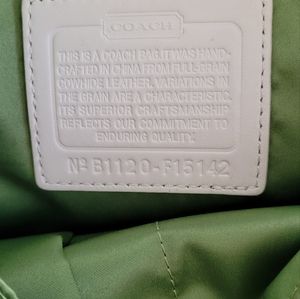 COACH
THIS IS A COACH BAG. IT WAS HAND-
CRAFTED IN CHINA FROM FULL-GRAIN
COWHIDE LEATHER. VARIATIONS IN
THE GRAIN ARE A CHARACTERISTIC.
ITS SUPERIOR CRAFTSMANSHIP
REFLECTS OUR COMMITMENT TO
ENDURING QUALITY.
Nº B1120-F15142